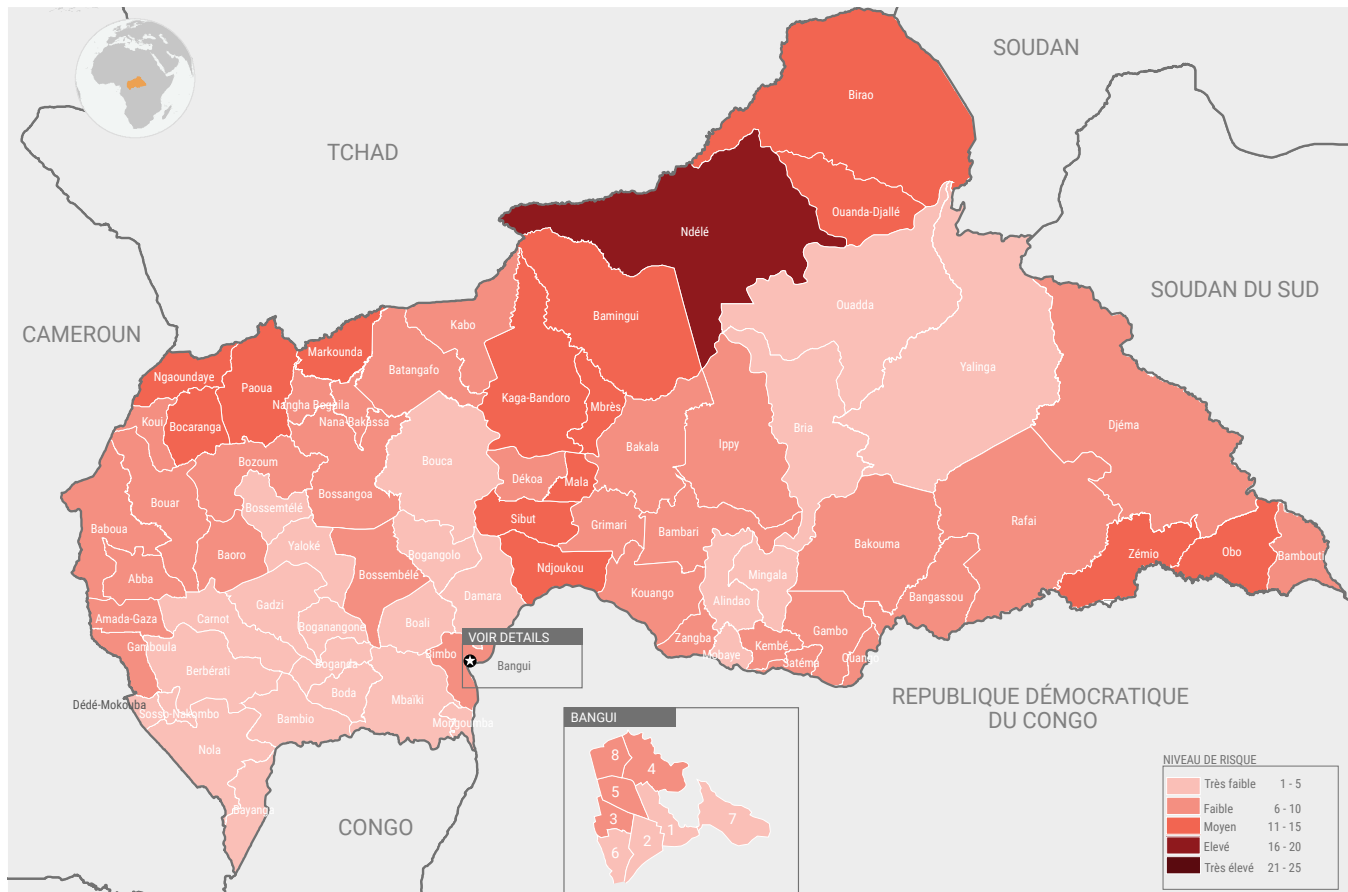 SOUDAN
TCHAD
SOUDAN DU SUD
CAMEROUN
Birao
Ouanda-Djallé
Ndélé
Ouadda
Bamingui
Kabo
Markounda
Batangafo
Yalinga
Ngaoundaye
Paoua
Kaga-Bandoro
Nangha Bogpila
Mbrès
Koui
Bocaranga
Nana-Bakassa
Bria
Djéma
Bouca
Bakala
Ippy
Bozoum
Dékoa
Mala
Bouar
Bossangoa
Bossemtélé
Sibut
Grimari
Bambari
Rafai
Baboua
Yaloké
Bogangolo
Bakouma
Baoro
Zémio
Obo
Bambouti
Abba
Bossembélé
Ndjoukou
Mingala
Kouango
Damara
Alindao
Bangassou
Gadzi
Amada-Gaza
Carnot
Boganangone
Boali
Gambo
Zangba
Mobaye
Kembé
Satéma
Ouango
Gamboula
Bimbo
VOIR DETAILS
Bangui
Berbérati
Boganda
Boda
Mbaïki
Dédé-Mokouba
Sosso-Nakombo
Bambio
Mongoumba
REPUBLIQUE DÉMOCRATIQUE
DU CONGO
Nola
Bayanga
CONGO
BANGUI
8
4
5
3
1
7
2
6
NIVEAU DE RISQUE
Très faible 1 - 5
Faible 6 - 10
Moyen 11 - 15
Elevé 16 - 20
Très élevé 21 - 25